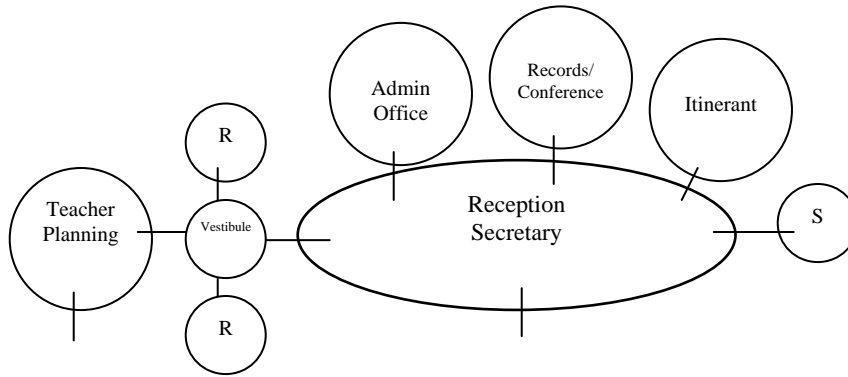 Admin
Office
Records/
Conference
Itinerant
R
Teacher
Planning
Vestibule
Reception
Secretary
S
R